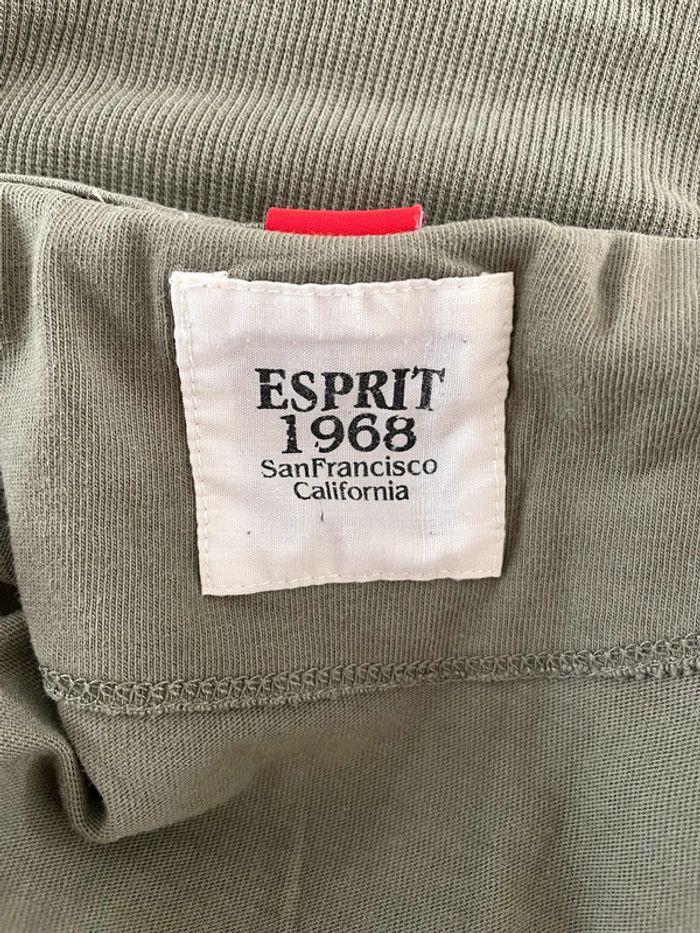 ESPRIT
1968
SanFrancisco
California